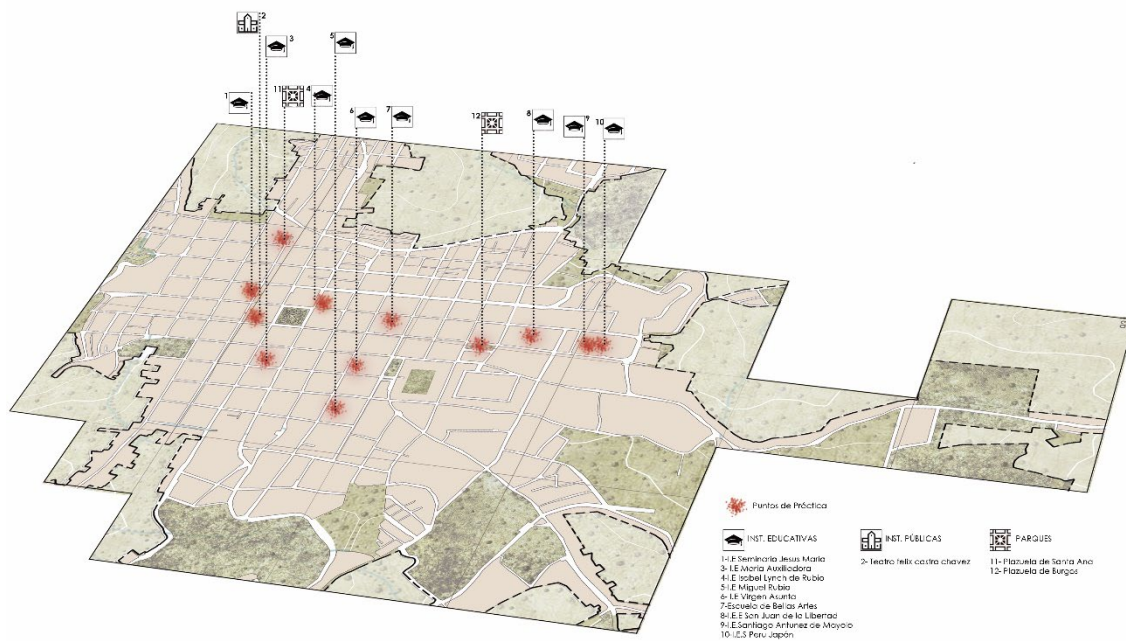 2
3
5
1
11
4
6
7
12
8
9
10
Puntos de Práctica
INST. EDUCATIVAS
1-I.E Seminario Jesus Maria
3- I.E Maria Auxiliadora
4-I.E Isabel Lynch de Rubio
5-I.E Miguel Rubio
6- I.E Virgen Asunta
7-Escuela de Bellas Artes
8-I.E.E San Juan de la Libertad
9-I.E.Santiago Antunez de Mayolo
10-I.E.S Peru Japón
INST. PÚBLICAS
2- Teatro felix castro chavez
PARQUES
11- Plazuela de Santa Ana
12- Plazuela de Burgos